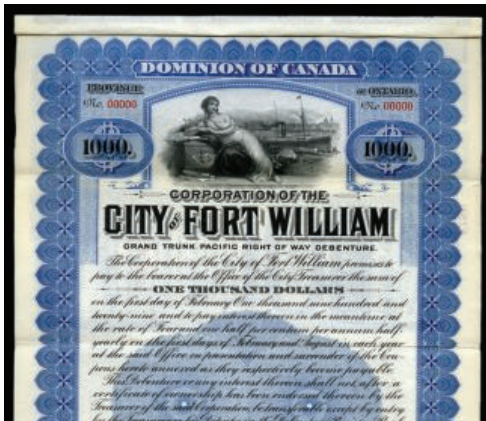 DOMINION OF CANADA
PROVINCE OF ONTARIO.
No. 00000 No. 00000
1000. 1000.
CORPORATION OF THE
CITY OF FORT WILLIAM
GRAND TRUNK PACIFIC RIGHT OF WAY DEBENTURE.
The Corporation of the City of Fort William promises to
pay to the bearer at the Office of the City Treasurer the sum of
ONE THOUSAND DOLLARS
on the first day of February One thousand nine hundred and
twenty-nine and to pay interest thereon in the meantime at
the rate of Four and one half per centum per annum half-
yearly on the first days of February and August in each year
at the said Office on presentation and surrender of the Cou-
pons hereto annexed as they respectively become payable.
This Debenture or any interest therein shall not, after a
certificate of ownership has been endorsed thereon by the
Treasurer of the said Corporation, be transferable except by entry
by the Treasurer